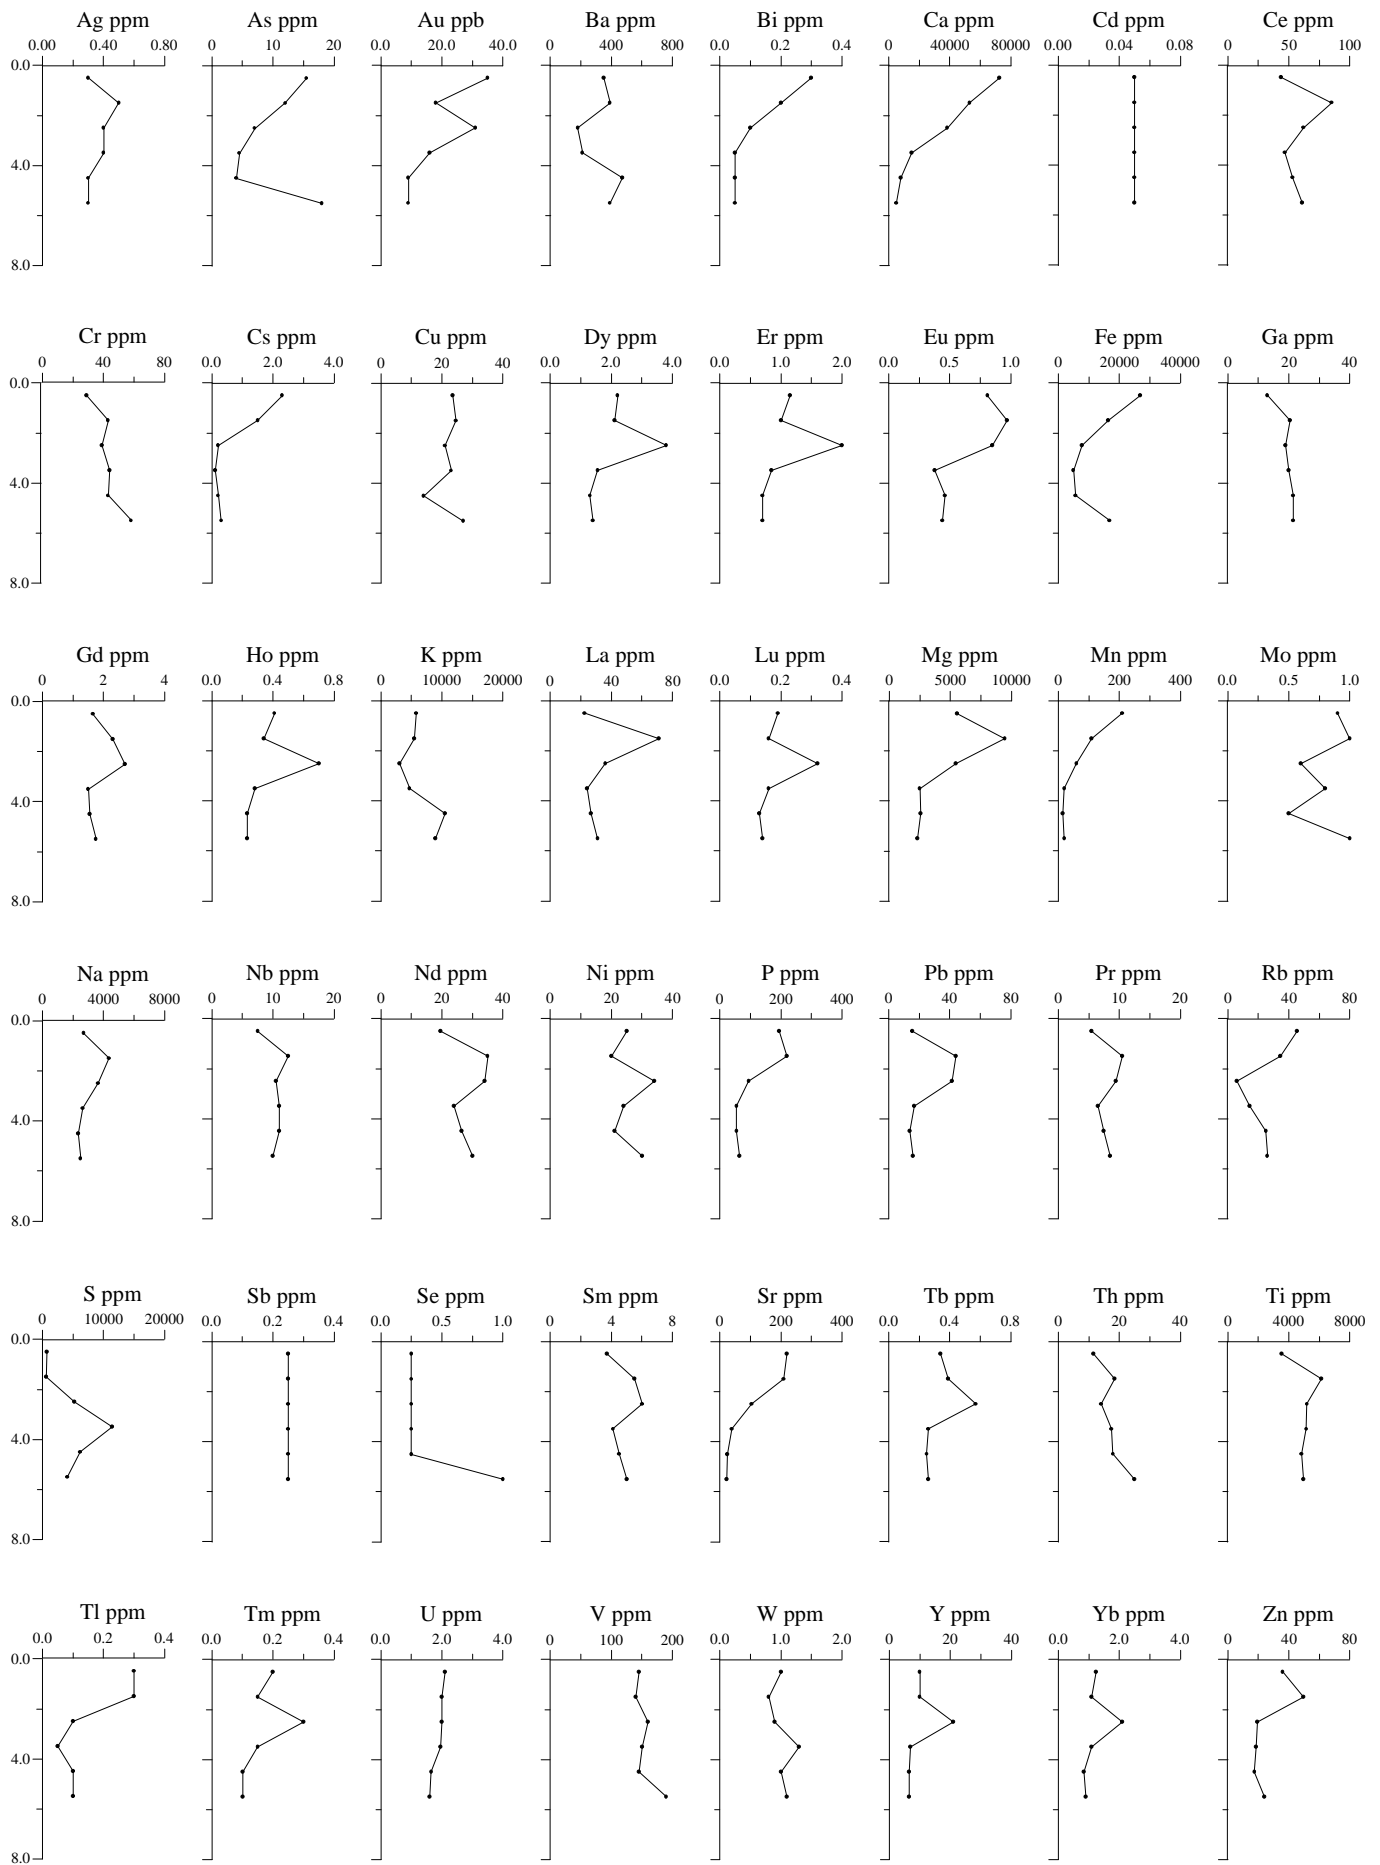 Ag ppm As ppm Au ppb Ba ppm Bi ppm Ca ppm Cd ppm Ce ppm
0.00 0.40 0.80 0 10 20 0.0 20.0 40.0 0 400 800 0.0 0.2 0.4 0 40000 80000 0.00 0.04 0.08 0 50 100
0.0
4.0
8.0
Cr ppm Cs ppm Cu ppm Dy ppm Er ppm Eu ppm Fe ppm Ga ppm
0 40 80 0.0 2.0 4.0 0 20 40 0.0 2.0 4.0 0.0 1.0 2.0 0.0 0.5 1.0 0 20000 40000 0 20 40
0.0
4.0
8.0
Gd ppm Ho ppm K ppm La ppm Lu ppm Mg ppm Mn ppm Mo ppm
0 2 4 0.0 0.4 0.8 0 10000 20000 0 40 80 0.0 0.2 0.4 0 5000 10000 0 200 400 0.0 0.5 1.0
0.0
4.0
8.0
Na ppm Nb ppm Nd ppm Ni ppm P ppm Pb ppm Pr ppm Rb ppm
0 4000 8000 0 10 20 0 20 40 0 20 40 0 200 400 0 40 80 0 10 20 0 40 80
0.0
4.0
8.0
S ppm Sb ppm Se ppm Sm ppm Sr ppm Tb ppm Th ppm Ti ppm
0 10000 20000 0.0 0.2 0.4 0.0 0.5 1.0 0 4 8 0 200 400 0.0 0.4 0.8 0 20 40 0 4000 8000
0.0
4.0
8.0
Tl ppm Tm ppm U ppm V ppm W ppm Y ppm Yb ppm Zn ppm
0.0 0.2 0.4 0.0 0.2 0.4 0.0 2.0 4.0 0 100 200 0.0 1.0 2.0 0 20 40 0.0 2.0 4.0 0 40 80
0.0
4.0
8.0